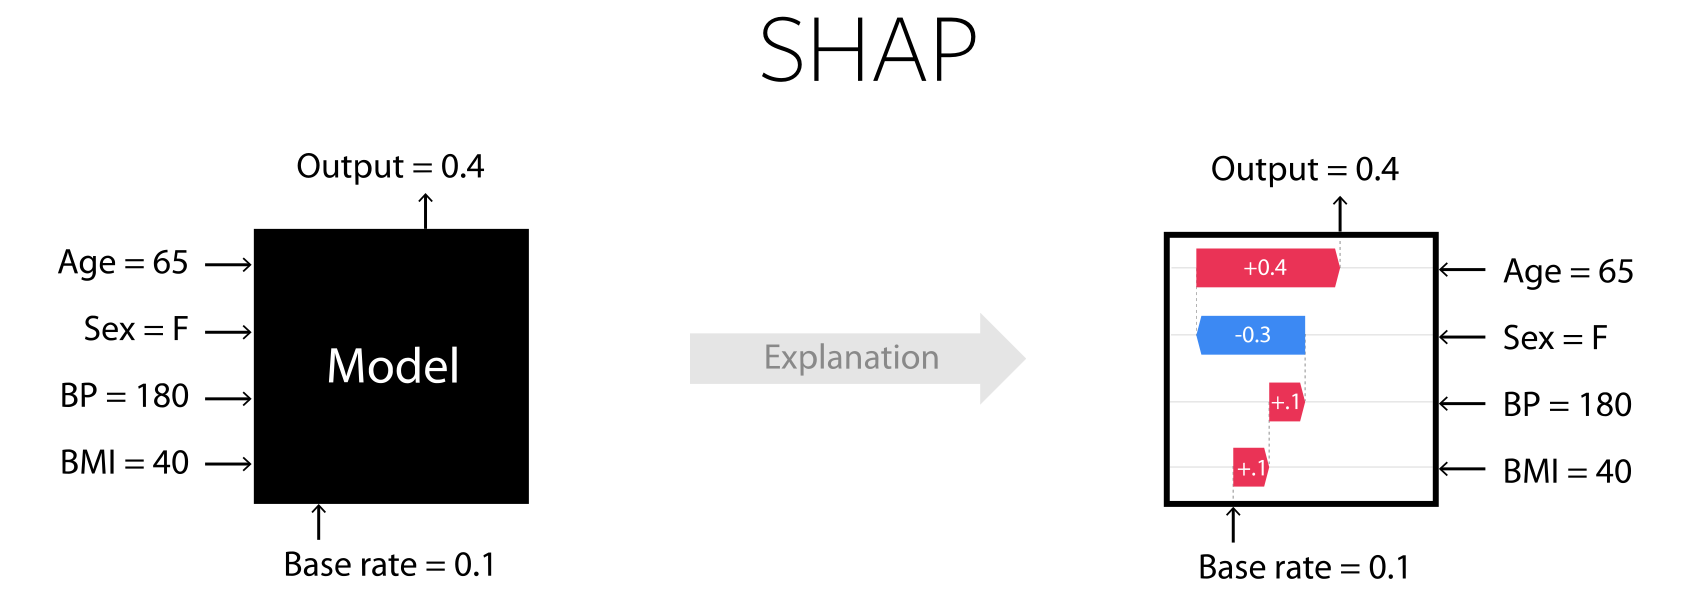 SHAP
Output = 0.4
Age = 65
Sex = F
BP = 180
BMI = 40
Model
Base rate = 0.1
Explanation
Output = 0.4
+0.4
-0.3
+.1
+.1
Age = 65
Sex = F
BP = 180
BMI = 40
Base rate = 0.1